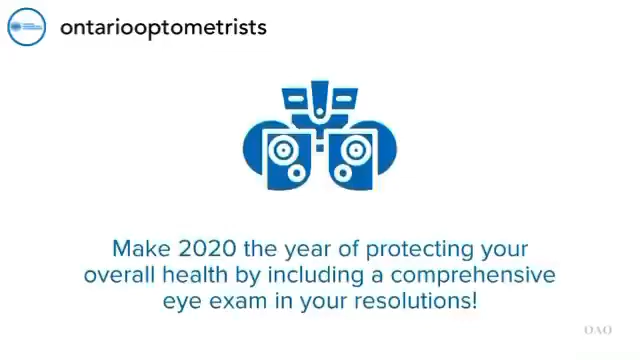 ontariooptometrists
Make 2020 the year of protecting your
overall health by including a comprehensive
eye exam in your resolutions!
OAO